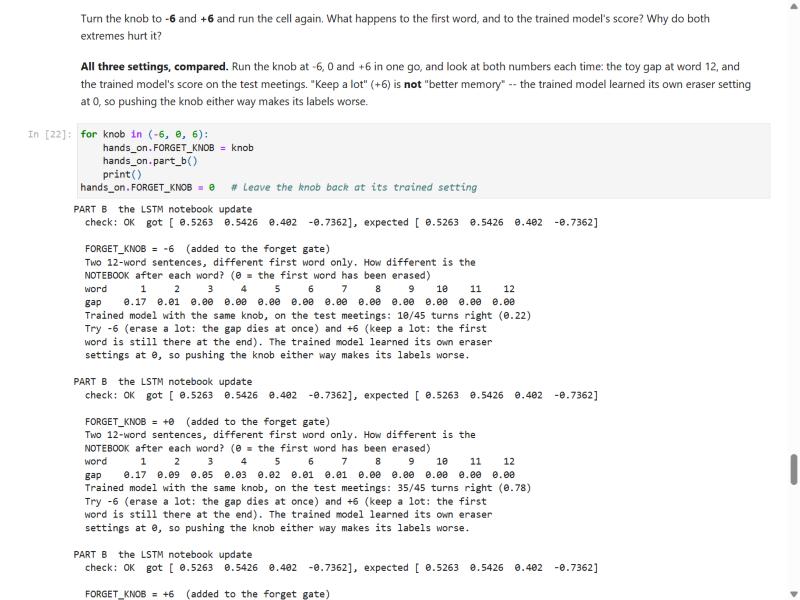 Turn the knob to -6 and +6 and run the cell again. What happens to the first word, and to the trained model's score? Why do both
extremes hurt it?
All three settings, compared. Run the knob at -6, 0 and +6 in one go, and look at both numbers each time: the toy gap at word 12, and
the trained model's score on the test meetings. "Keep a lot" (+6) is not "better memory" -- the trained model learned its own eraser setting
at 0, so pushing the knob either way makes its labels worse.
In [22]: for knob in (-6, 0, 6):
    hands_on.FORGET_KNOB = knob
    hands_on.part_b()
    print()
hands_on.FORGET_KNOB = 0   # leave the knob back at its trained setting
PART B  the LSTM notebook update
  check: OK  got [ 0.5263  0.5426  0.402  -0.7362], expected [ 0.5263  0.5426  0.402  -0.7362]
  FORGET_KNOB = -6  (added to the forget gate)
  Two 12-word sentences, different first word only. How different is the
  NOTEBOOK after each word? (0 = the first word has been erased)
  word     1     2     3     4     5     6     7     8     9    10    11    12
  gap   0.17  0.01  0.00  0.00  0.00  0.00  0.00  0.00  0.00  0.00  0.00  0.00
  Trained model with the same knob, on the test meetings: 10/45 turns right (0.22)
  Try -6 (erase a lot: the gap dies at once) and +6 (keep a lot: the first
  word is still there at the end). The trained model learned its own eraser
  settings at 0, so pushing the knob either way makes its labels worse.
PART B  the LSTM notebook update
  check: OK  got [ 0.5263  0.5426  0.402  -0.7362], expected [ 0.5263  0.5426  0.402  -0.7362]
  FORGET_KNOB = +0  (added to the forget gate)
  Two 12-word sentences, different first word only. How different is the
  NOTEBOOK after each word? (0 = the first word has been erased)
  word     1     2     3     4     5     6     7     8     9    10    11    12
  gap   0.17  0.09  0.05  0.03  0.02  0.01  0.01  0.00  0.00  0.00  0.00  0.00
  Trained model with the same knob, on the test meetings: 35/45 turns right (0.78)
  Try -6 (erase a lot: the gap dies at once) and +6 (keep a lot: the first
  word is still there at the end). The trained model learned its own eraser
  settings at 0, so pushing the knob either way makes its labels worse.
PART B  the LSTM notebook update
  check: OK  got [ 0.5263  0.5426  0.402  -0.7362], expected [ 0.5263  0.5426  0.402  -0.7362]
  FORGET_KNOB = +6  (added to the forget gate)